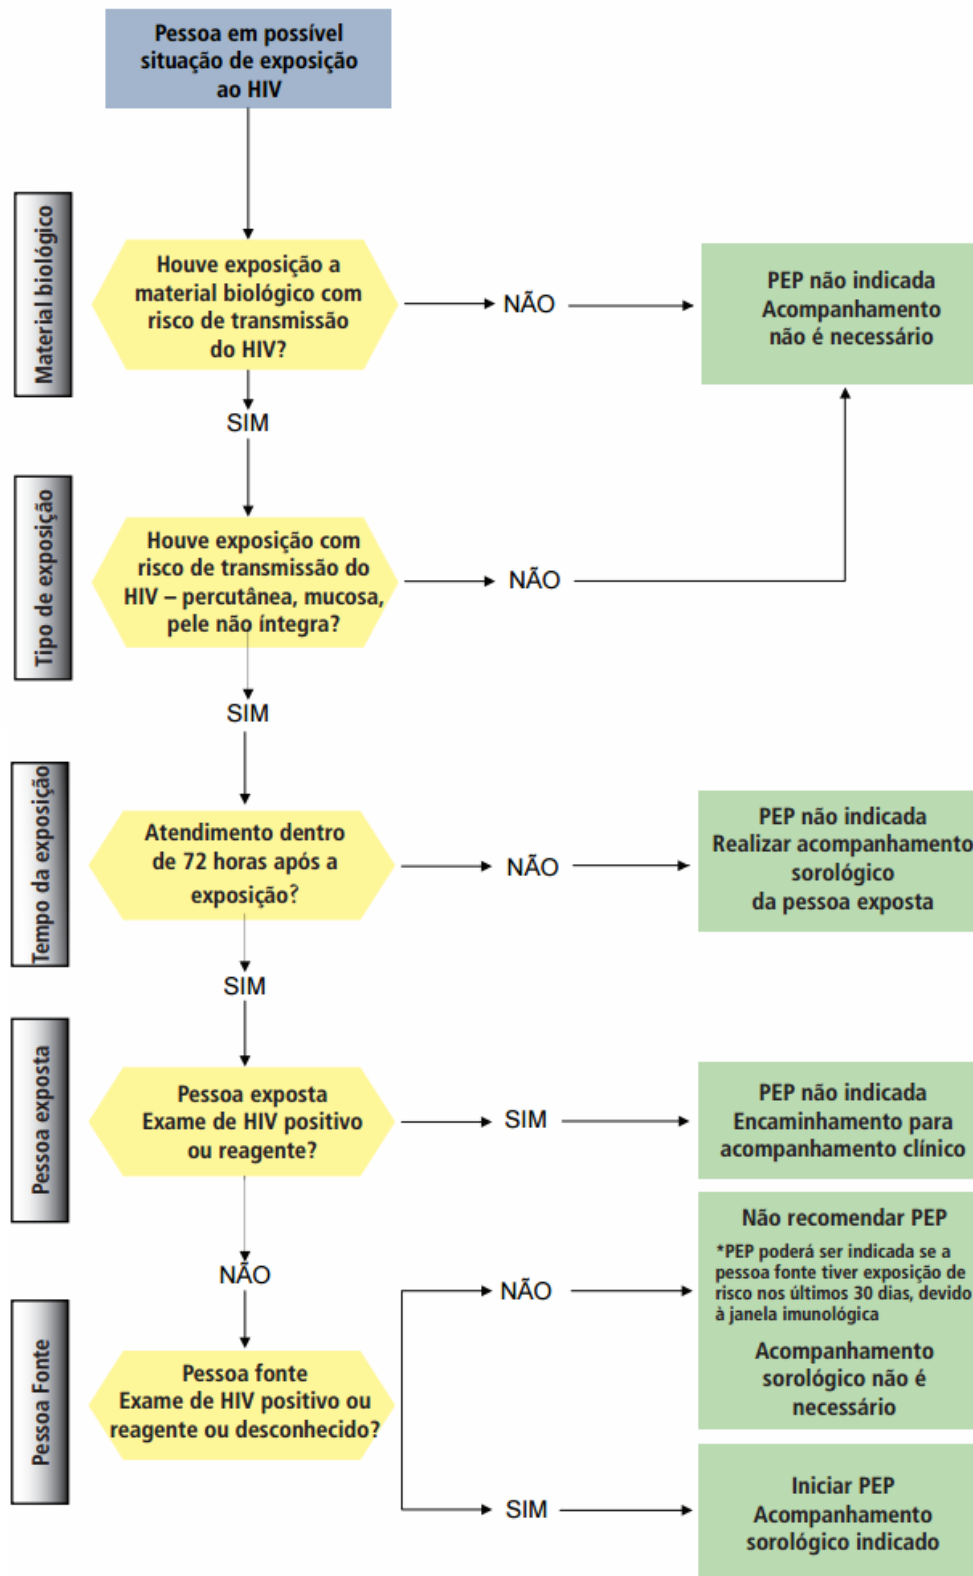 Pessoa em possível
situação de exposição
ao HIV
Material biológico
Houve exposição a
material biológico com
risco de transmissão
do HIV?
NÃO
PEP não indicada
Acompanhamento
não é necessário
SIM
Tipo de exposição
Houve exposição com
risco de transmissão do
HIV – percutânea, mucosa,
pele não íntegra?
NÃO
SIM
Tempo da exposição
Atendimento dentro
de 72 horas após a
exposição?
NÃO
PEP não indicada
Realizar acompanhamento
sorológico
da pessoa exposta
SIM
Pessoa exposta
Pessoa exposta
Exame de HIV positivo
ou reagente?
SIM
PEP não indicada
Encaminhamento para
acompanhamento clínico
NÃO
Pessoa Fonte
Pessoa fonte
Exame de HIV positivo ou
reagente ou desconhecido?
NÃO
Não recomendar PEP
*PEP poderá ser indicada se a
pessoa fonte tiver exposição de
risco nos últimos 30 dias, devido
à janela imunológica
Acompanhamento
sorológico não é
necessário
SIM
Iniciar PEP
Acompanhamento
sorológico indicado